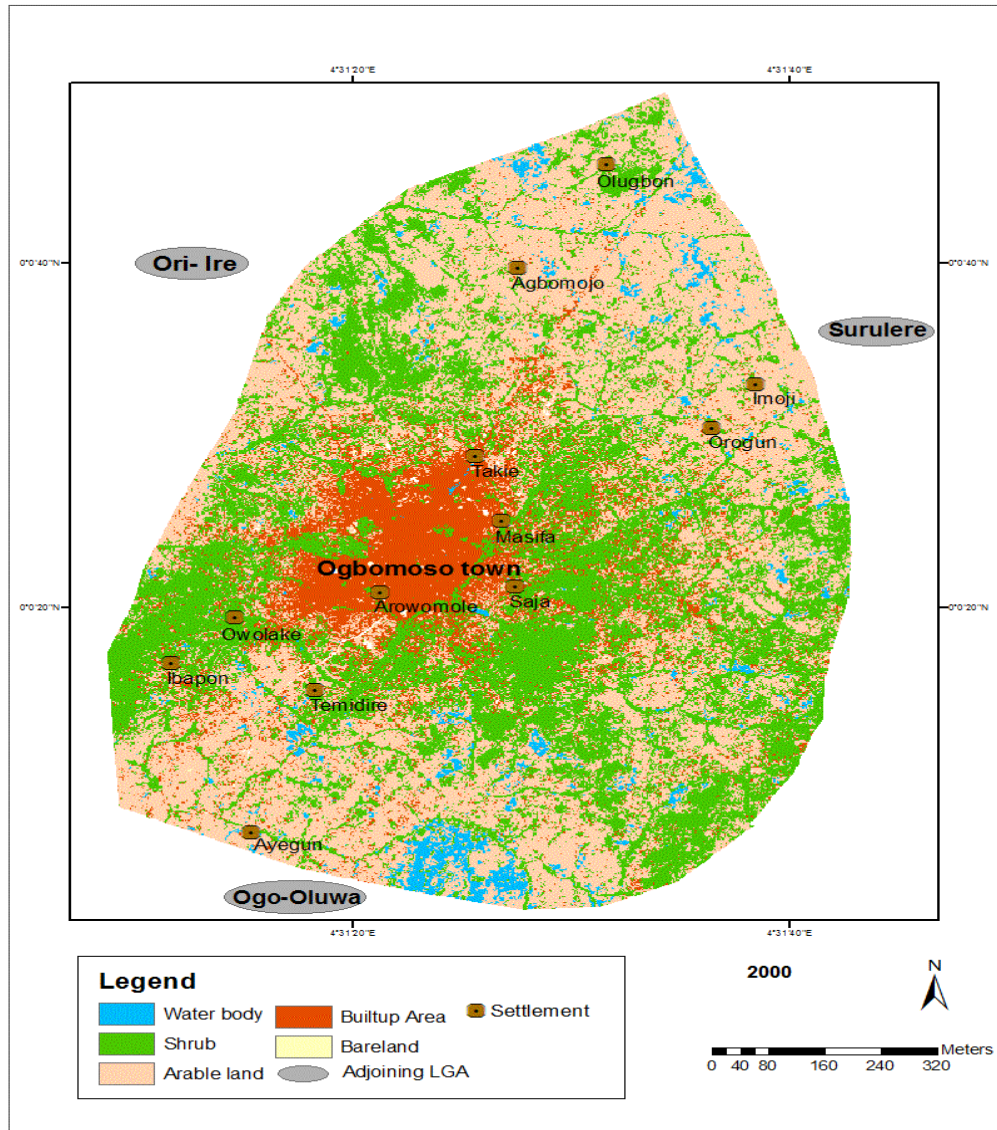 4°31'20"E 4°31'40"E
Olugbon
0°0'40"N Ori- Ire 0°0'40"N
Agbomojo
Surulere
Imoji
Orogun
Takie
Masifa
Ogbomoso town
Arowomole Saja
0°0'20"N 0°0'20"N
Owolake
Ibapon
Temidire
Ayegun
Ogo-Oluwa
4°31'20"E 4°31'40"E
Legend
Water body Builtup Area Settlement
Shrub Bareland
Arable land Adjoining LGA
2000
N
Meters
0 40 80 160 240 320